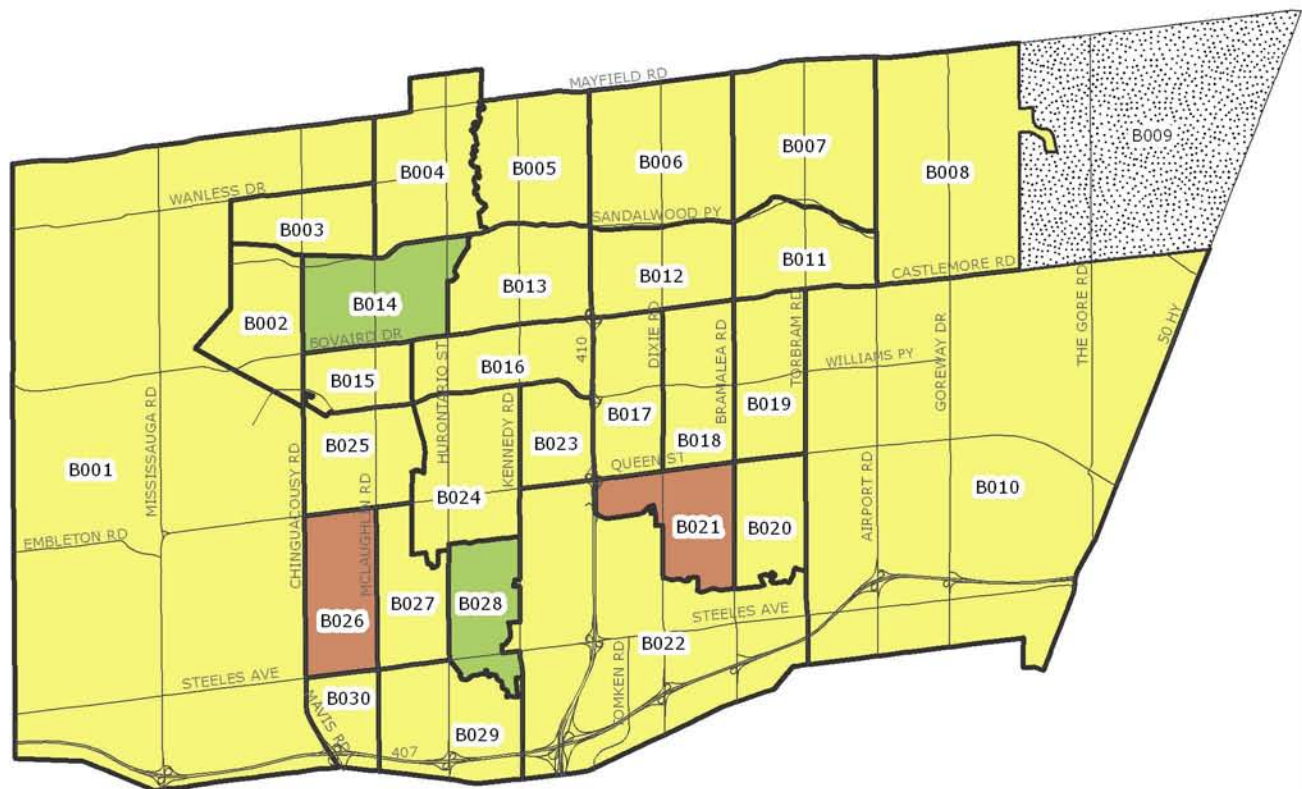 MAYFIELD RD
B009
B007
B006
B008
B005
B004
WANLESS DR
SANDALWOOD PY
B003
B011
CASTLEMORE RD
THE GORE RD
B012
B013
B014
B002
BOVAIRD DR
50 HY
DIXIE RD
TORBRAM RD
GOREWAY DR
410
HURONTARIO ST
BRAMALEA RD
WILLIAMS PY
B016
B015
B019
B017
KENNEDY RD
MISSISSAUGA RD
B018
B023
B025
B001
QUEEN ST
CHINGUACOUSY RD
MCLAUGHLIN RD
B024
AIRPORT RD
B010
B021
B020
EMBLETON RD
B027
B028
B026
STEELES AVE
B022
STEELES AVE
TOMKEN RD
B030
MAVIS RD
B029
407